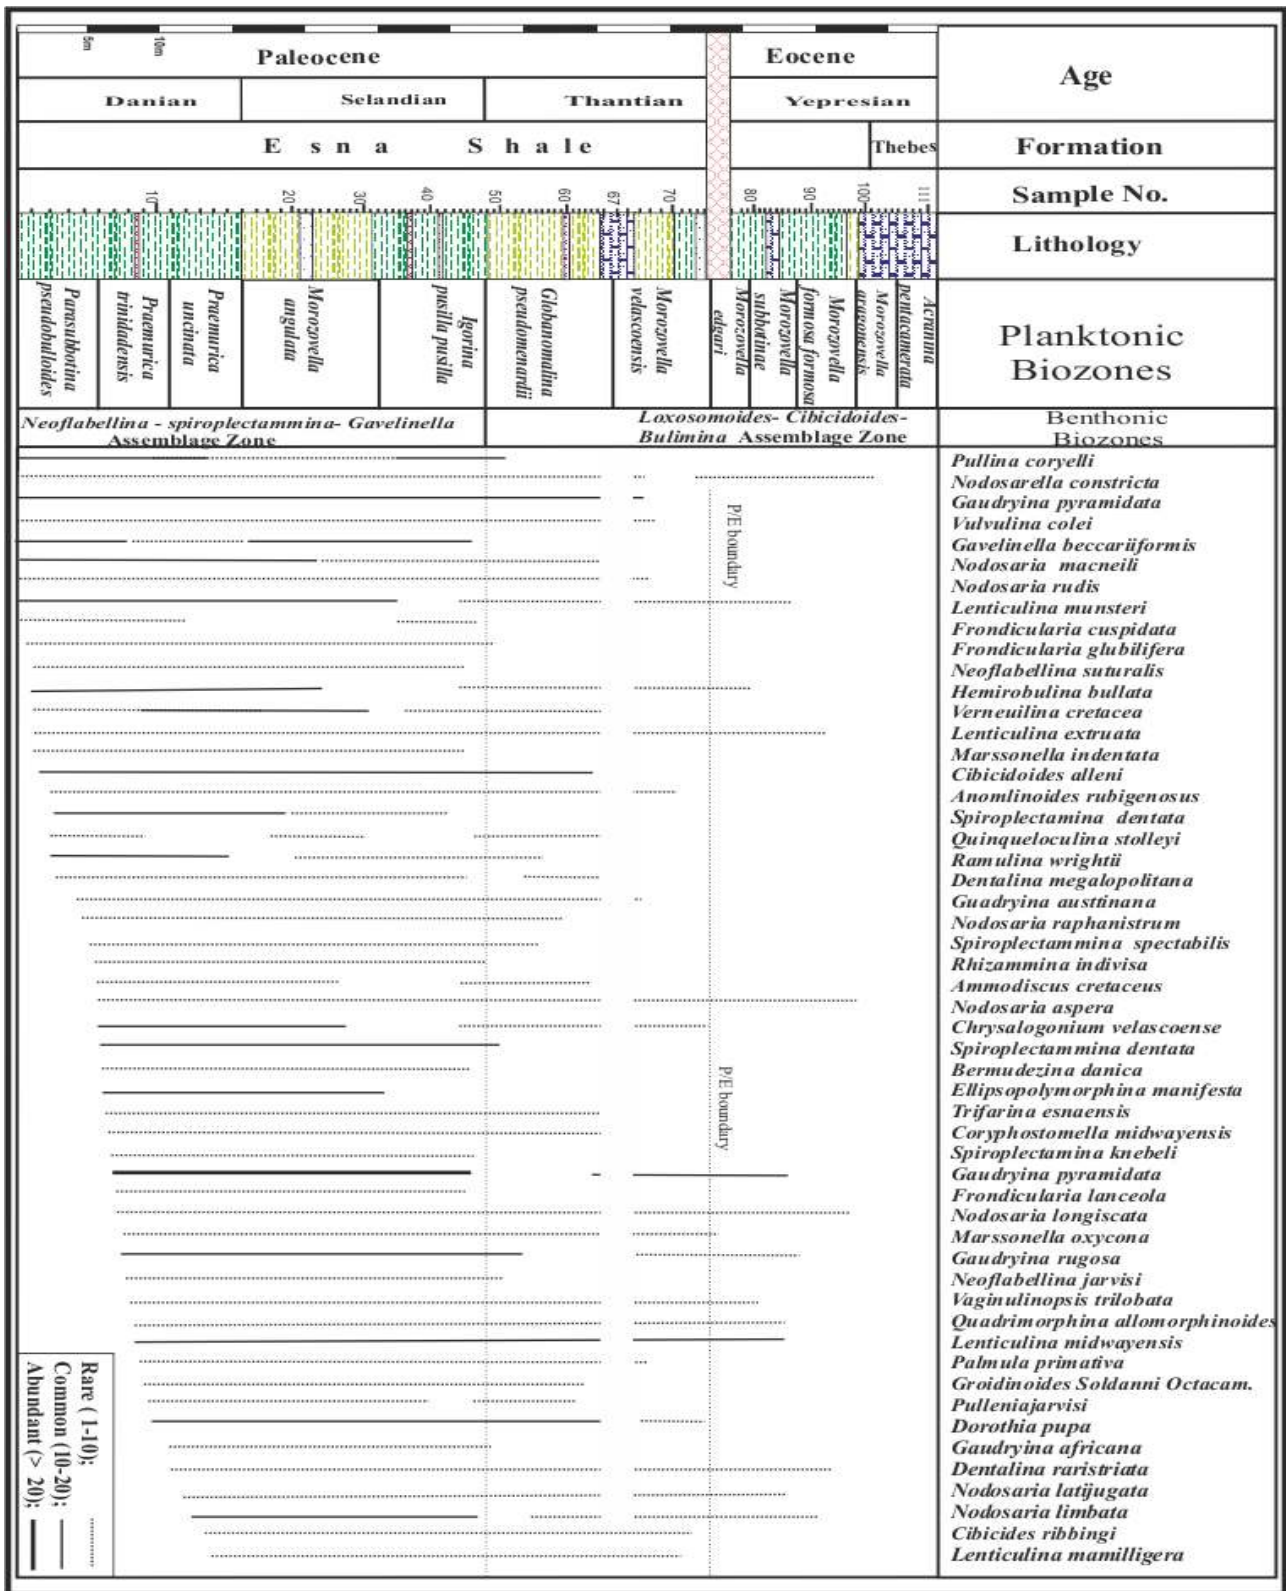 5m
10m
Paleocene
Eocene
Age
Danian
Selandian
Thantian
Yepresian
Esna Shale
Thebes
Formation
10
20
30
40
50
60
67
70
80
90
100
111
Sample No.
Lithology
Parasubbotina
pseudobulloides
Praemurica
trinidadensis
Praemurica
uncinata
Morozovella
angulata
Igorina
pusilla pusilla
Globanomalina
pseudomenardii
Morozovella
velascoensis
Morozovella
edgari
Morozovella
subbotinae
Morozovella
formosa formosa
Morozovella
aragonensis
Acranina
pentacamerata
Planktonic
Biozones
Neoflabellina - spiroplectammina- Gavelinella
Assemblage Zone
Loxosomoides- Cibicidoides-
Bulimina Assemblage Zone
Benthonic
Biozones
Pullina coryelli
Nodosarella constricta
Gaudryina pyramidata
Vulvulina colei
Gavelinella beccariiformis
Nodosaria macneili
Nodosaria rudis
Lenticulina munsteri
Frondicularia cuspidata
Frondicularia glubilifera
Neoflabellina suturalis
Hemirobulina bullata
Verneuilina cretacea
Lenticulina extruata
Marssonella indentata
Cibicidoides alleni
Anomlinoides rubigenosus
Spiroplectamina dentata
Quinqueloculina stolleyi
Ramulina wrightii
Dentalina megalopolitana
Guadryina austtinana
Nodosaria raphanistrum
Spiroplectammina spectabilis
Rhizammina indivisa
Ammodiscus cretaceus
Nodosaria aspera
Chrysalogonium velascoense
Spiroplectammina dentata
Bermudezina danica
Ellipsopolymorphina manifesta
Trifarina esnaensis
Coryphostomella midwayensis
Spiroplectamina knebeli
Gaudryina pyramidata
Frondicularia lanceola
Nodosaria longiscata
Marssonella oxycona
Gaudryina rugosa
Neoflabellina jarvisi
Vaginulinopsis trilobata
Quadrimorphina allomorphinoides
Lenticulina midwayensis
Palmula primativa
Groidinoides Soldanni Octacam.
Pulleniajarvisi
Dorothia pupa
Gaudryina africana
Dentalina raristriata
Nodosaria latijugata
Nodosaria limbata
Cibicides ribbingi
Lenticulina mamilligera
P/E boundary
P/E boundary
Rare ( 1-10);
Common (10-20);
Abundant (> 20);